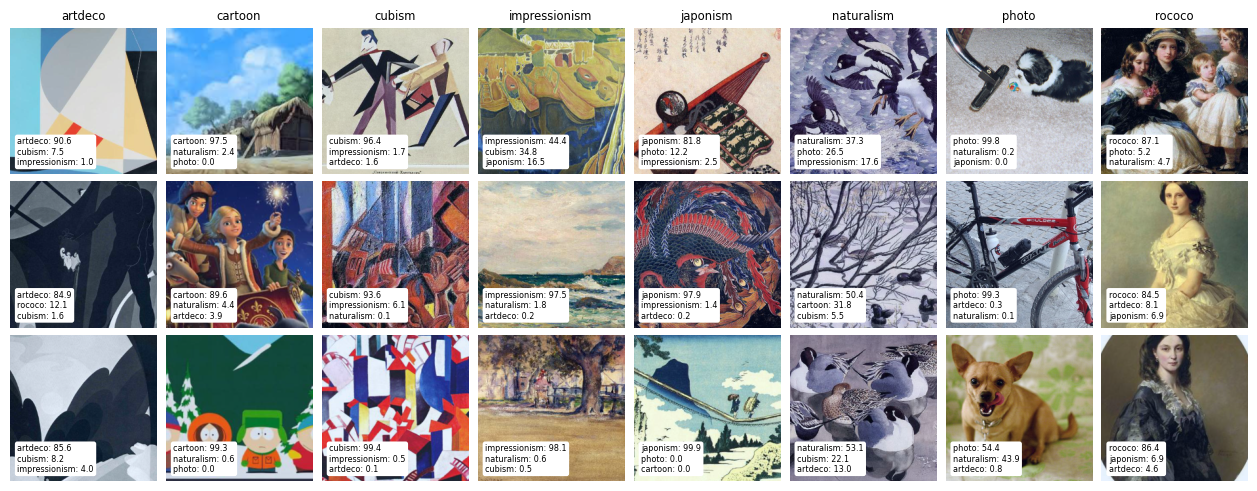 artdeco
cartoon
cubism
impressionism
japonism
naturalism
photo
rococo
artdeco: 90.6
cubism: 7.5
impressionism: 1.0
cartoon: 97.5
naturalism: 2.4
photo: 0.0
cubism: 96.4
impressionism: 1.7
artdeco: 1.6
impressionism: 44.4
cubism: 34.8
japonism: 16.5
japonism: 81.8
photo: 12.2
impressionism: 2.5
naturalism: 37.3
photo: 26.5
impressionism: 17.6
photo: 99.8
naturalism: 0.2
japonism: 0.0
rococo: 87.1
photo: 5.2
naturalism: 4.7
artdeco: 84.9
rococo: 12.1
cubism: 1.6
cartoon: 89.6
naturalism: 4.4
artdeco: 3.9
cubism: 93.6
impressionism: 6.1
naturalism: 0.1
impressionism: 97.5
naturalism: 1.8
artdeco: 0.2
japonism: 97.9
impressionism: 1.4
artdeco: 0.2
naturalism: 50.4
cartoon: 31.8
cubism: 5.5
photo: 99.3
artdeco: 0.3
naturalism: 0.1
rococo: 84.5
artdeco: 8.1
japonism: 6.9
artdeco: 85.6
cubism: 8.2
impressionism: 4.0
cartoon: 99.3
naturalism: 0.6
photo: 0.0
cubism: 99.4
impressionism: 0.5
artdeco: 0.1
impressionism: 98.1
naturalism: 0.6
cubism: 0.5
japonism: 99.9
photo: 0.0
cartoon: 0.0
naturalism: 53.1
cubism: 22.1
artdeco: 13.0
photo: 54.4
naturalism: 43.9
artdeco: 0.8
rococo: 86.4
japonism: 6.9
artdeco: 4.6